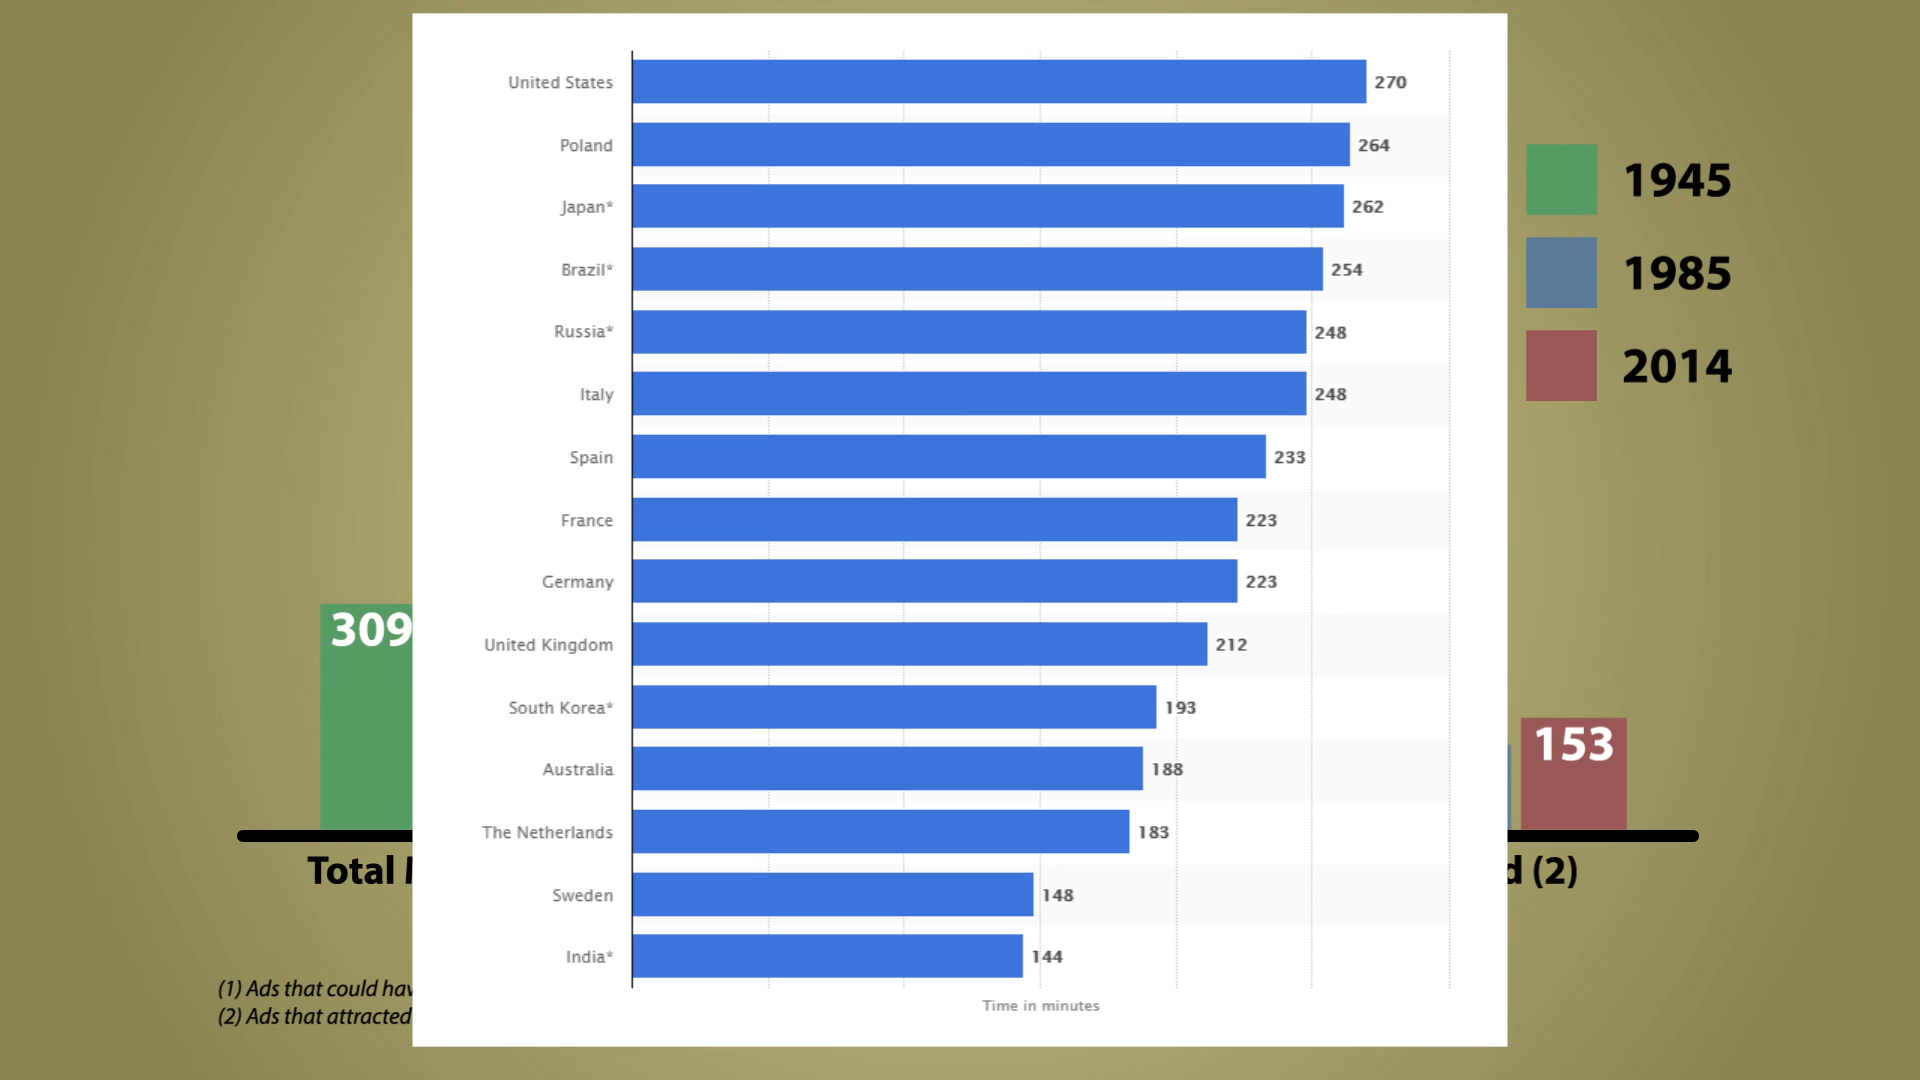 United States 270
Poland 264
Japan* 262
Brazil* 254
Russia* 248
Italy 248
Spain 233
France 223
Germany 223
United Kingdom 212
South Korea* 193
Australia 188
The Netherlands 183
Sweden 148
India* 144
Time in minutes
1945
1985
2014
309
153
Total
(2)
(1) Ads that could
(2) Ads that attracted